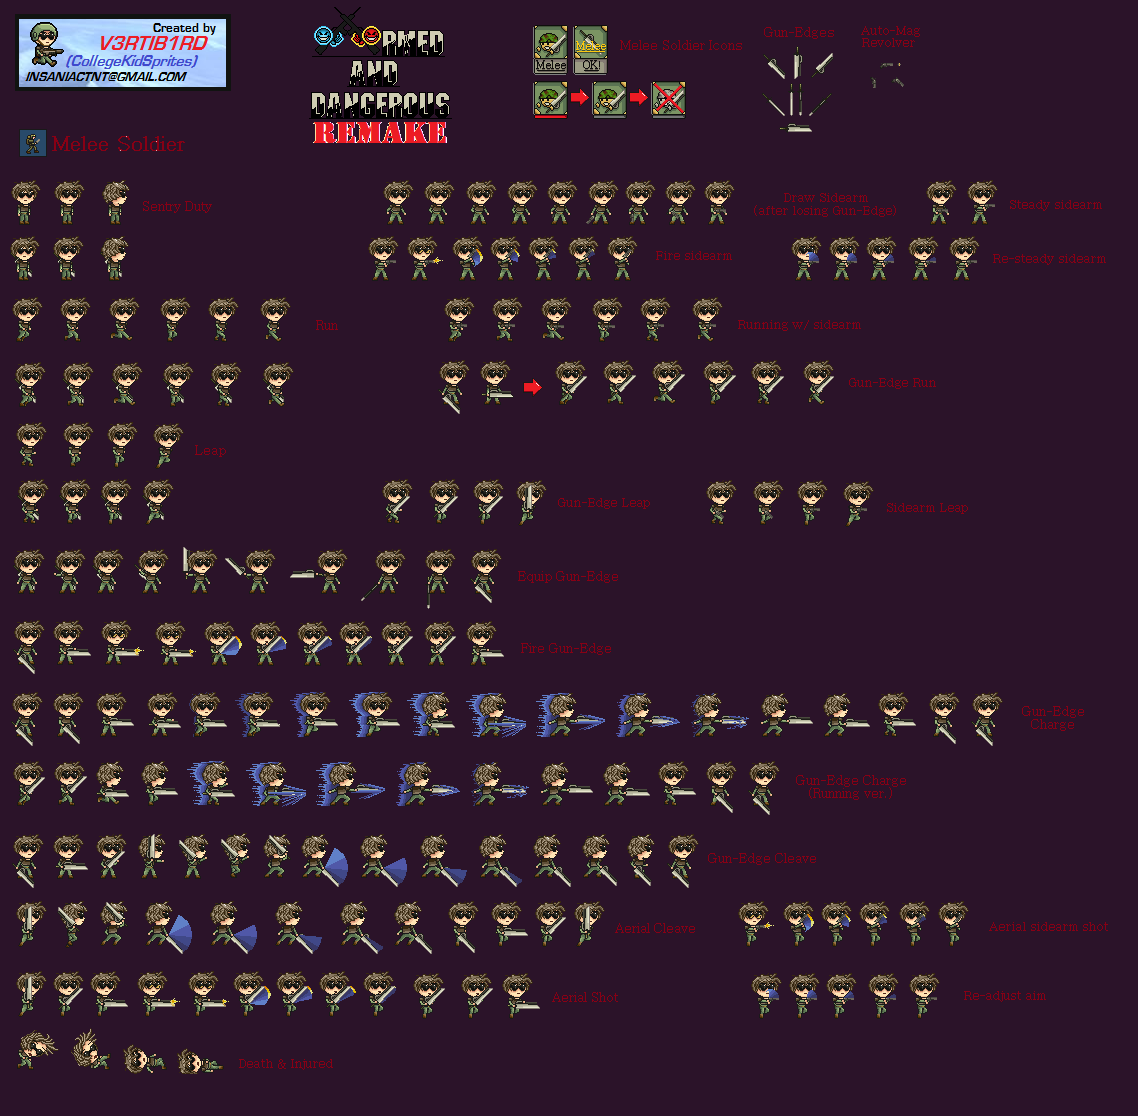 Created by
V3RTIB1RD
(CollegeKidSprites)
INSANIACTNT@GMAIL.COM
ARMED
AND
DANGEROUS
REMAKE
Melee
Melee
OK!
Melee Soldier Icons
Gun-Edges
Auto-Mag
Revolver
Melee Soldier
Sentry Duty
Draw Sidearm
(after losing Gun-Edge)
Steady sidearm
Fire sidearm
Re-steady sidearm
Run
Running w/ sidearm
Gun-Edge Run
Leap
Gun-Edge Leap
Sidearm Leap
Equip Gun-Edge
Fire Gun-Edge
Gun-Edge
Charge
Gun-Edge Charge
(Running ver.)
Gun-Edge Cleave
Aerial Cleave
Aerial sidearm shot
Aerial Shot
Re-adjust aim
Death & Injured